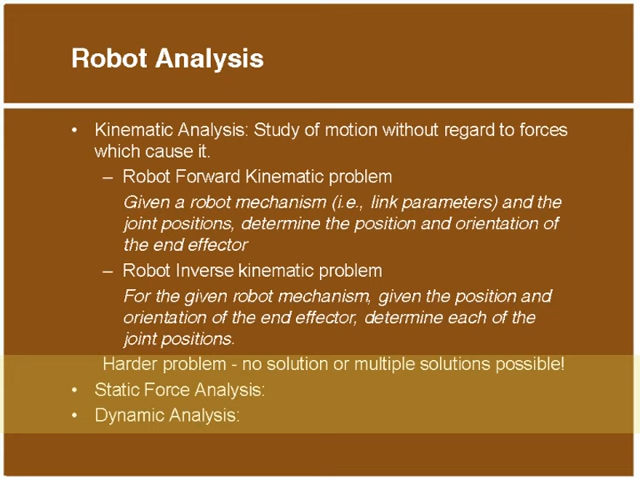 Robot Analysis
• Kinematic Analysis: Study of motion without regard to forces
which cause it.
– Robot Forward Kinematic problem
Given a robot mechanism (i.e., link parameters) and the
joint positions, determine the position and orientation of
the end effector
– Robot Inverse kinematic problem
For the given robot mechanism, given the position and
orientation of the end effector, determine each of the
joint positions.
Harder problem - no solution or multiple solutions possible!
• Static Force Analysis:
• Dynamic Analysis: